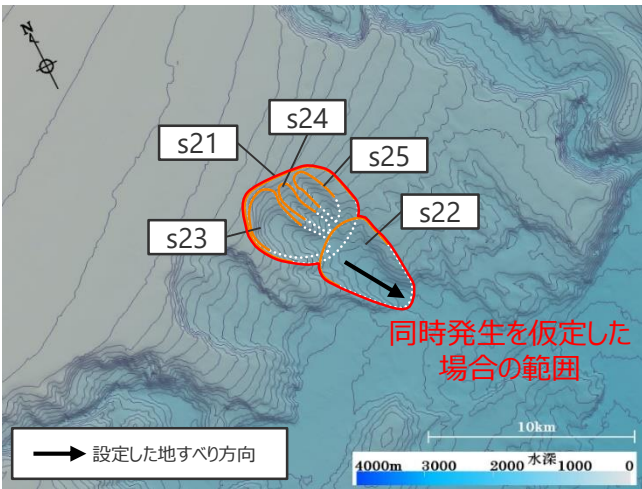 N
s24
s21
s25
s22
s23
同時発生を仮定した
場合の範囲
10km
設定した地すべり方向
水深
4000m 3000 2000 1000 0